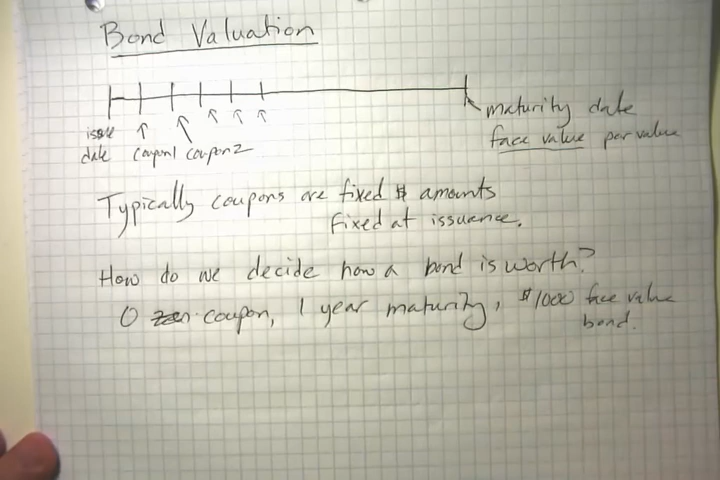 Bond Valuation
issue date
coupon1 coupon2
maturity date
face value par value
Typically coupons are fixed $ amounts
fixed at issuence.
How do we decide how a bond is worth?
0 coupon, 1 year maturity, $1000 face value
bond.